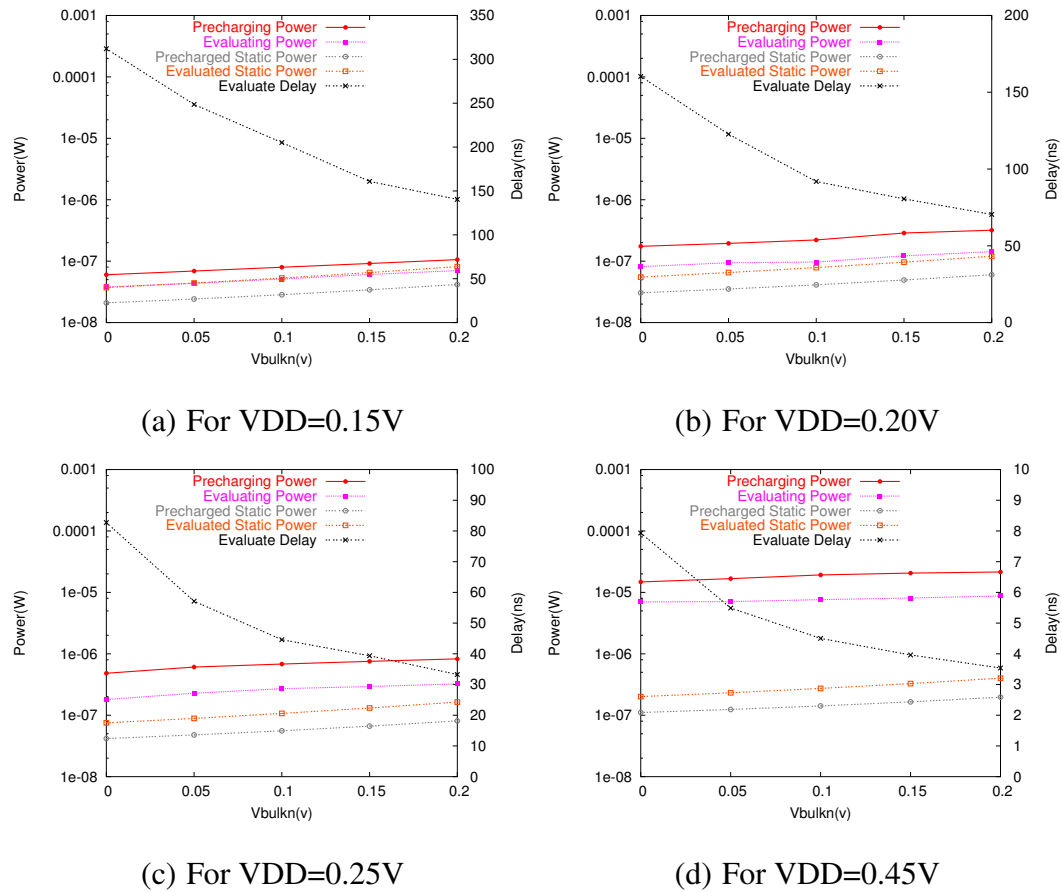 0.001
0.0001
1e-05
1e-06
1e-07
1e-08
Power(W)
Precharging Power
Evaluating Power
Precharged Static Power
Evaluated Static Power
Evaluate Delay
350
300
250
200
150
100
50
0
Delay(ns)
0 0.05 0.1 0.15 0.2
Vbulkn(v)
(a) For VDD=0.15V
0.001
0.0001
1e-05
1e-06
1e-07
1e-08
Power(W)
Precharging Power
Evaluating Power
Precharged Static Power
Evaluated Static Power
Evaluate Delay
200
150
100
50
0
Delay(ns)
0 0.05 0.1 0.15 0.2
Vbulkn(v)
(b) For VDD=0.20V
0.001
0.0001
1e-05
1e-06
1e-07
1e-08
Power(W)
Precharging Power
Evaluating Power
Precharged Static Power
Evaluated Static Power
Evaluate Delay
100
90
80
70
60
50
40
30
20
10
0
Delay(ns)
0 0.05 0.1 0.15 0.2
Vbulkn(v)
(c) For VDD=0.25V
0.001
0.0001
1e-05
1e-06
1e-07
1e-08
Power(W)
Precharging Power
Evaluating Power
Precharged Static Power
Evaluated Static Power
Evaluate Delay
10
9
8
7
6
5
4
3
2
1
0
Delay(ns)
0 0.05 0.1 0.15 0.2
Vbulkn(v)
(d) For VDD=0.45V